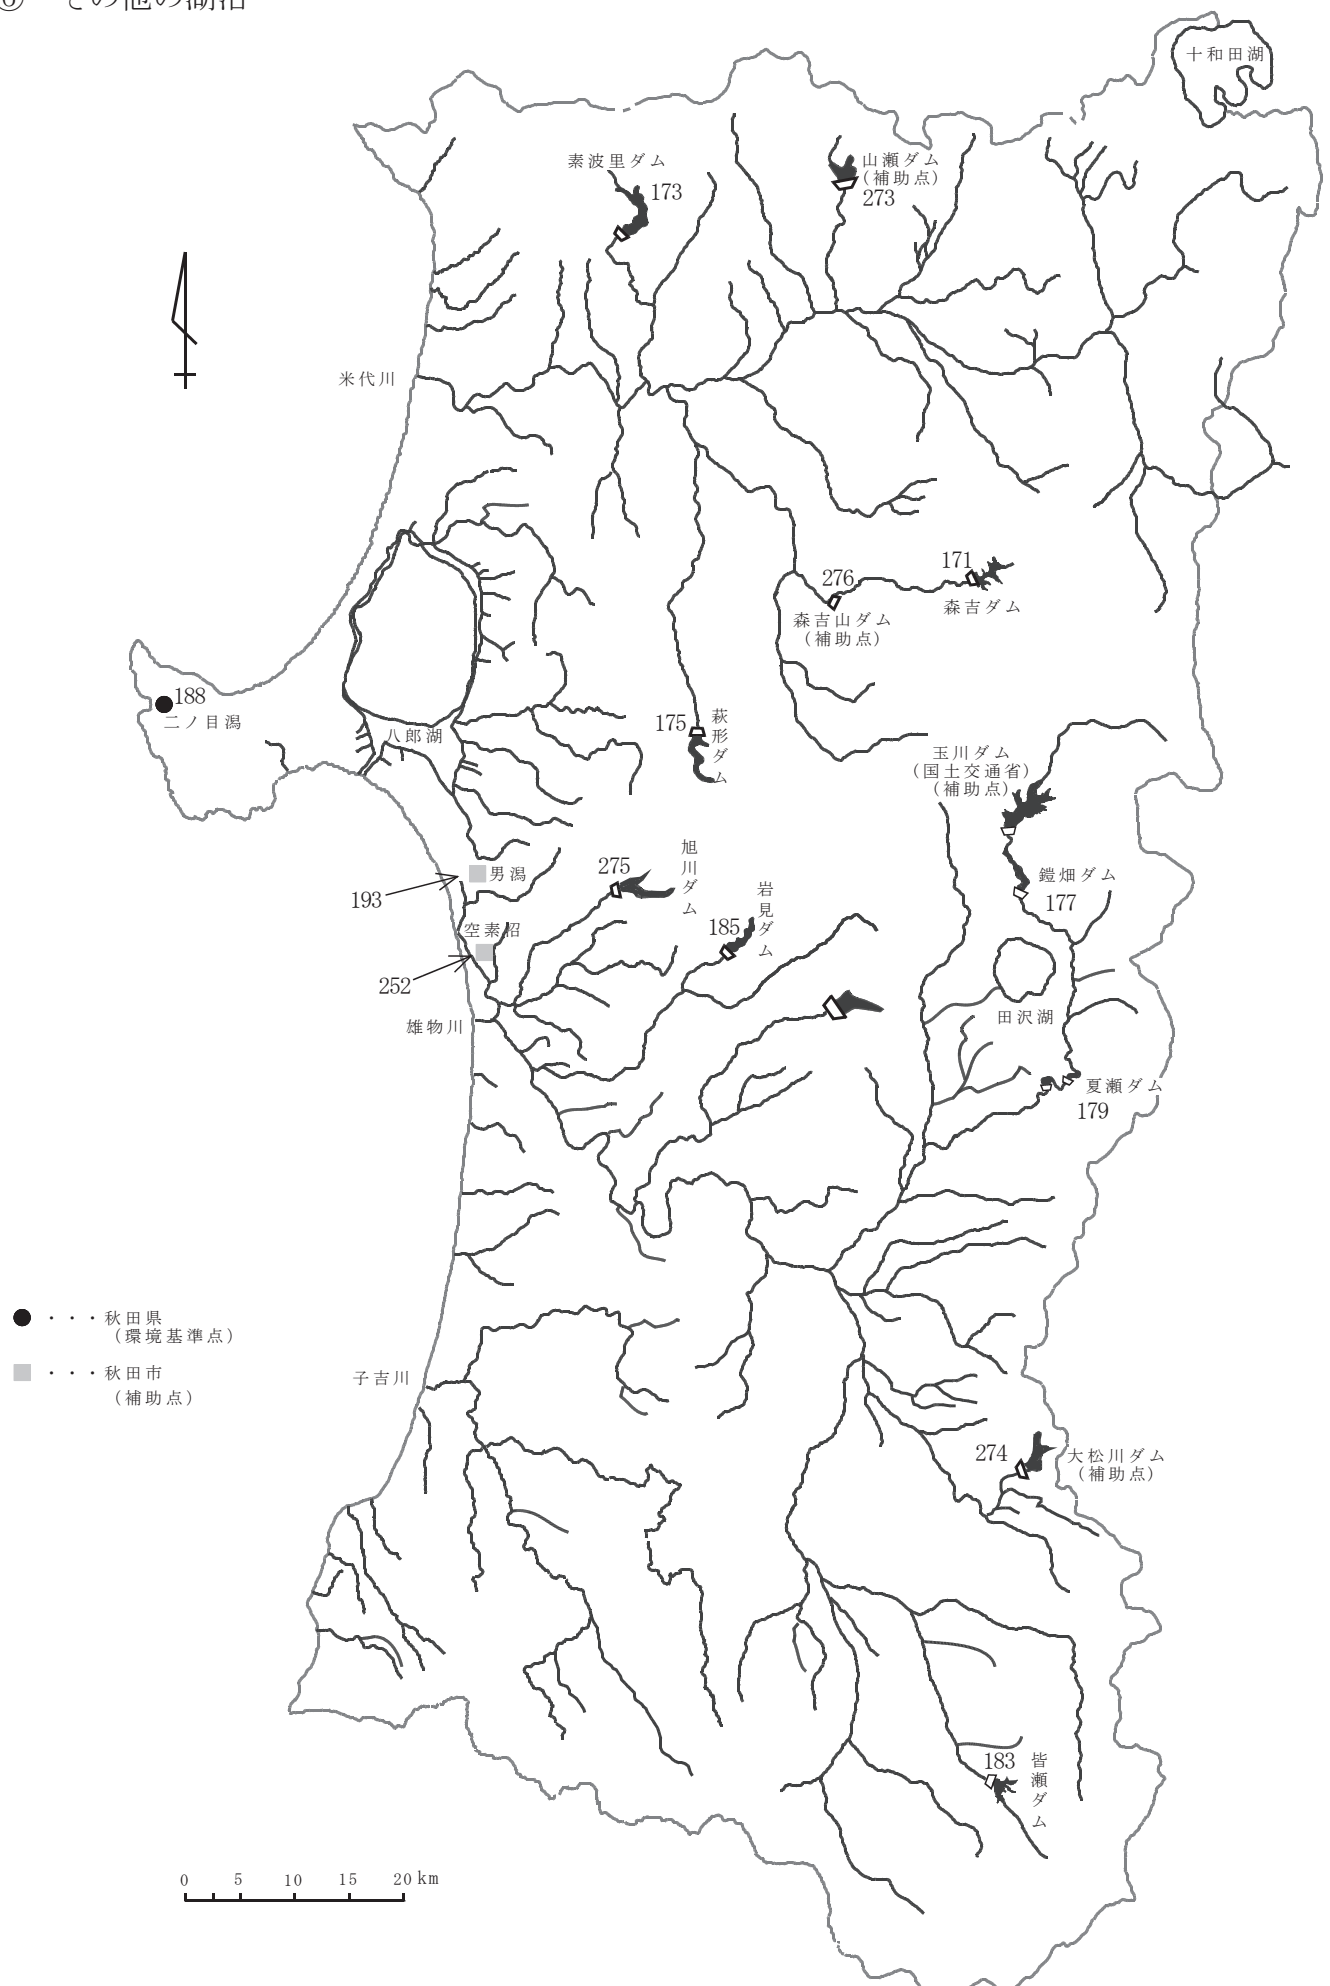 ⑥ その他の湖沼
十和田湖
素波里ダム
173
山瀬ダム
(補助点)
273
米代川
276
森吉山ダム
(補助点)
171
森吉ダム
188
二ノ目潟
八郎湖
175
萩形ダム
玉川ダム
(国土交通省)
(補助点)
鎧畑ダム
177
193
男潟
275
旭川ダム
185
岩見ダム
空素沼
252
雄物川
田沢湖
夏瀬ダム
179
●・・・秋田県
(環境基準点)
■・・・秋田市
(補助点)
子吉川
274
大松川ダム
(補助点)
183
皆瀬ダム
0 5 10 15 20 km